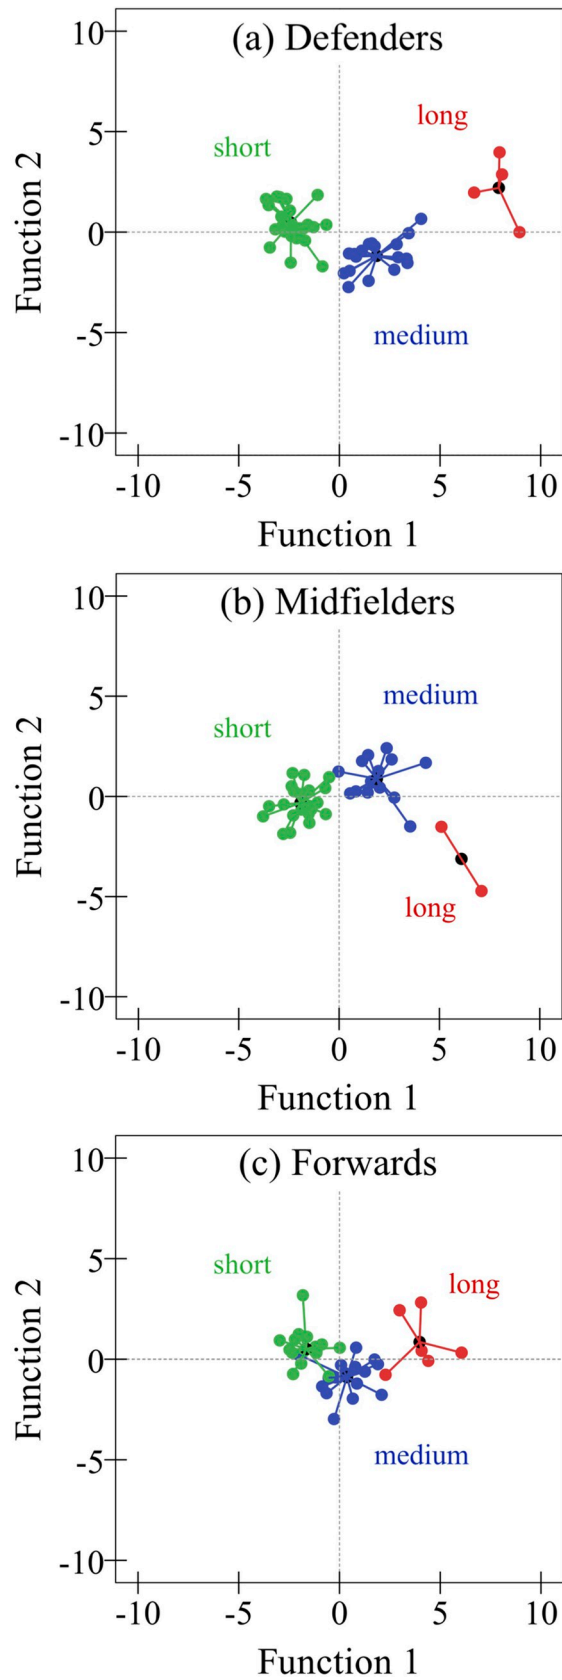 (a) Defenders
10
5
0
-5
-10
Function 2
short
long
medium
-10 -5 0 5 10
Function 1
(b) Midfielders
10
5
0
-5
-10
Function 2
short
medium
long
-10 -5 0 5 10
Function 1
(c) Forwards
10
5
0
-5
-10
Function 2
short
long
medium
-10 -5 0 5 10
Function 1